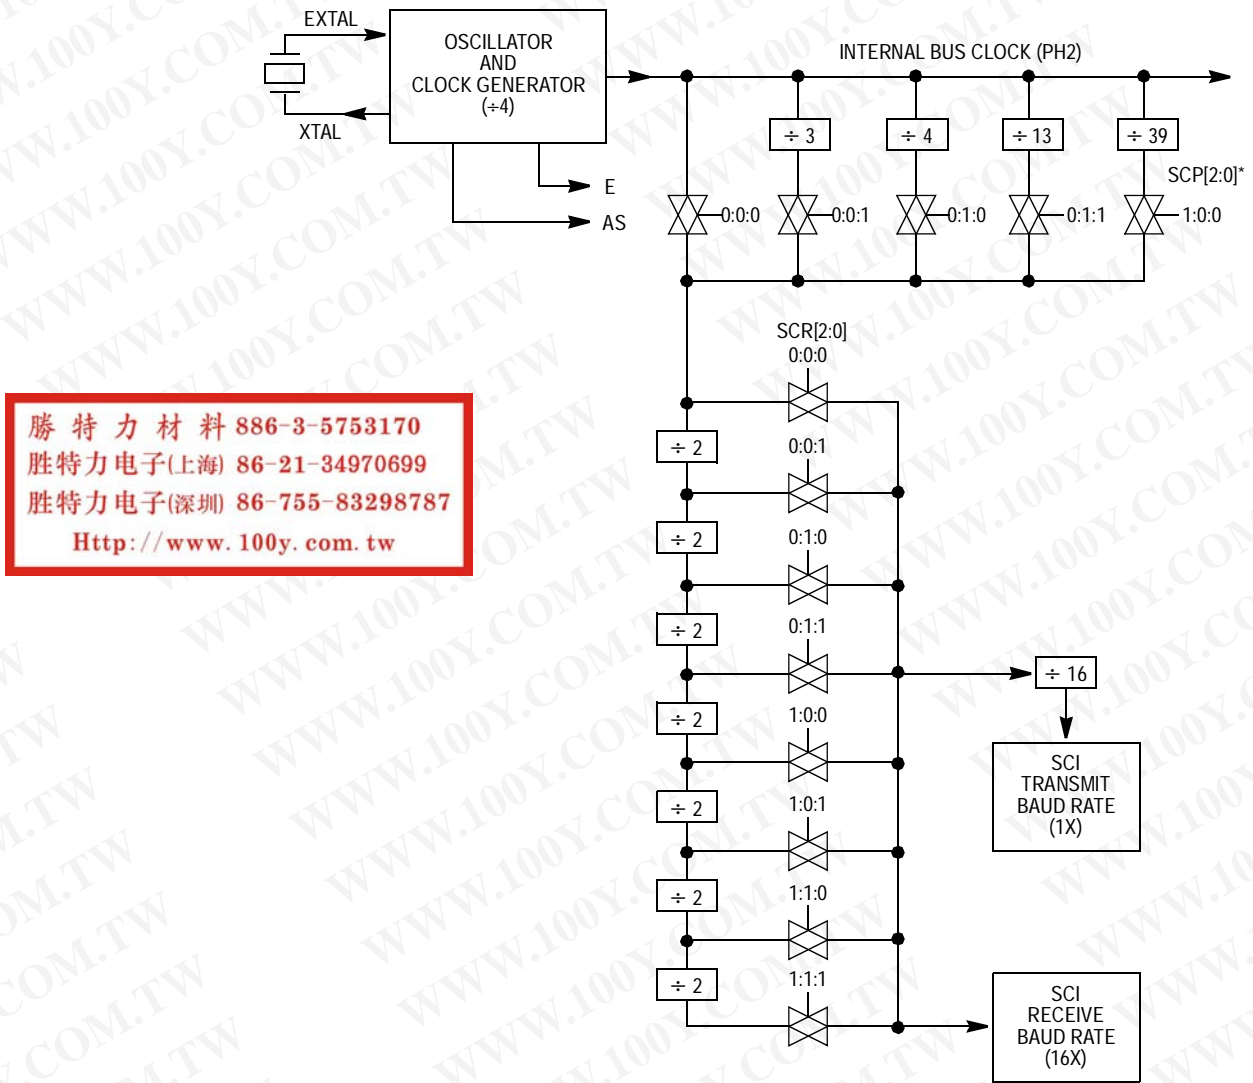 EXTAL
XTAL
OSCILLATOR
AND
CLOCK GENERATOR
(÷4)
E
AS
INTERNAL BUS CLOCK (PH2)
÷ 3
÷ 4
÷ 13
÷ 39
SCP[2:0]*
0:0:0
0:0:1
0:1:0
0:1:1
1:0:0
SCR[2:0]
0:0:0
÷ 2
0:0:1
÷ 2
0:1:0
÷ 2
0:1:1
÷ 2
1:0:0
÷ 2
1:0:1
÷ 2
1:1:0
÷ 2
1:1:1
÷ 16
SCI
TRANSMIT
BAUD RATE
(1X)
SCI
RECEIVE
BAUD RATE
(16X)
勝 特 力 材 料 886-3-5753170
胜特力电子(上海) 86-21-34970699
胜特力电子(深圳) 86-755-83298787
Http://www.100y.com.tw
WWW.100Y.COM.TW